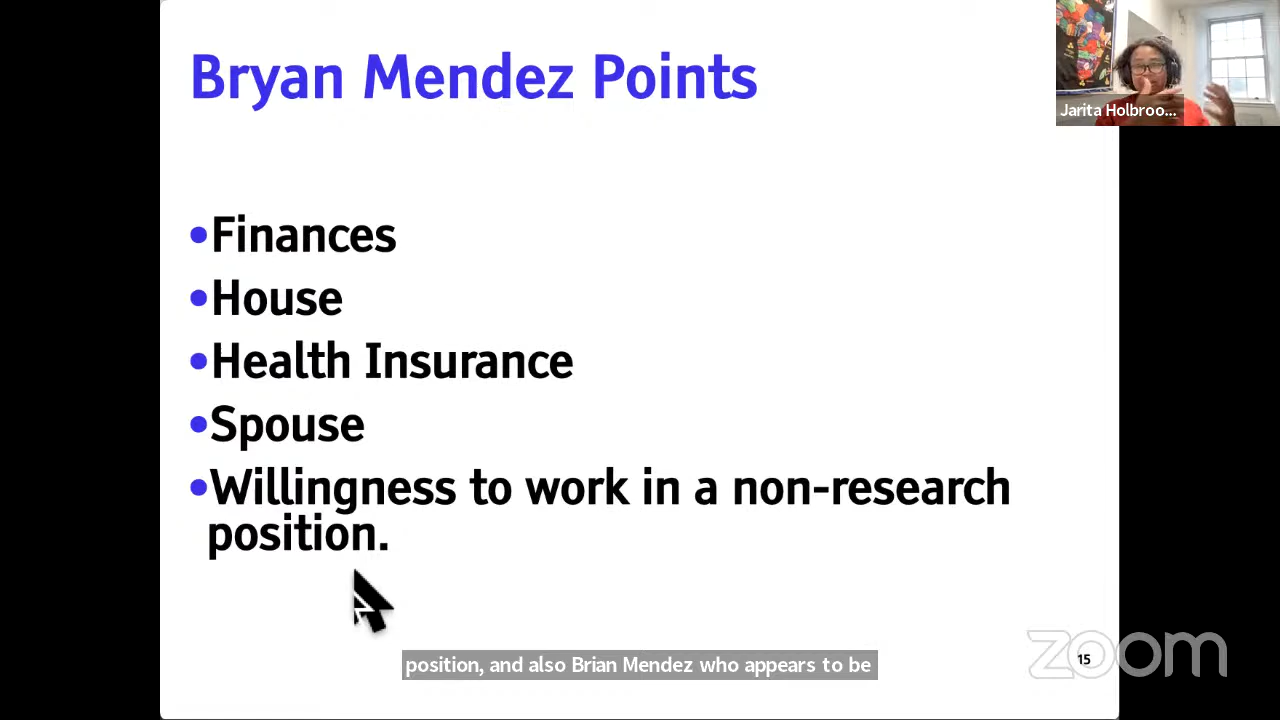 Bryan Mendez Points
Jarita Holbroo...
•Finances
•House
•Health Insurance
•Spouse
•Willingness to work in a non-research
position.
position, and also Brian Mendez who appears to be
zoom
15